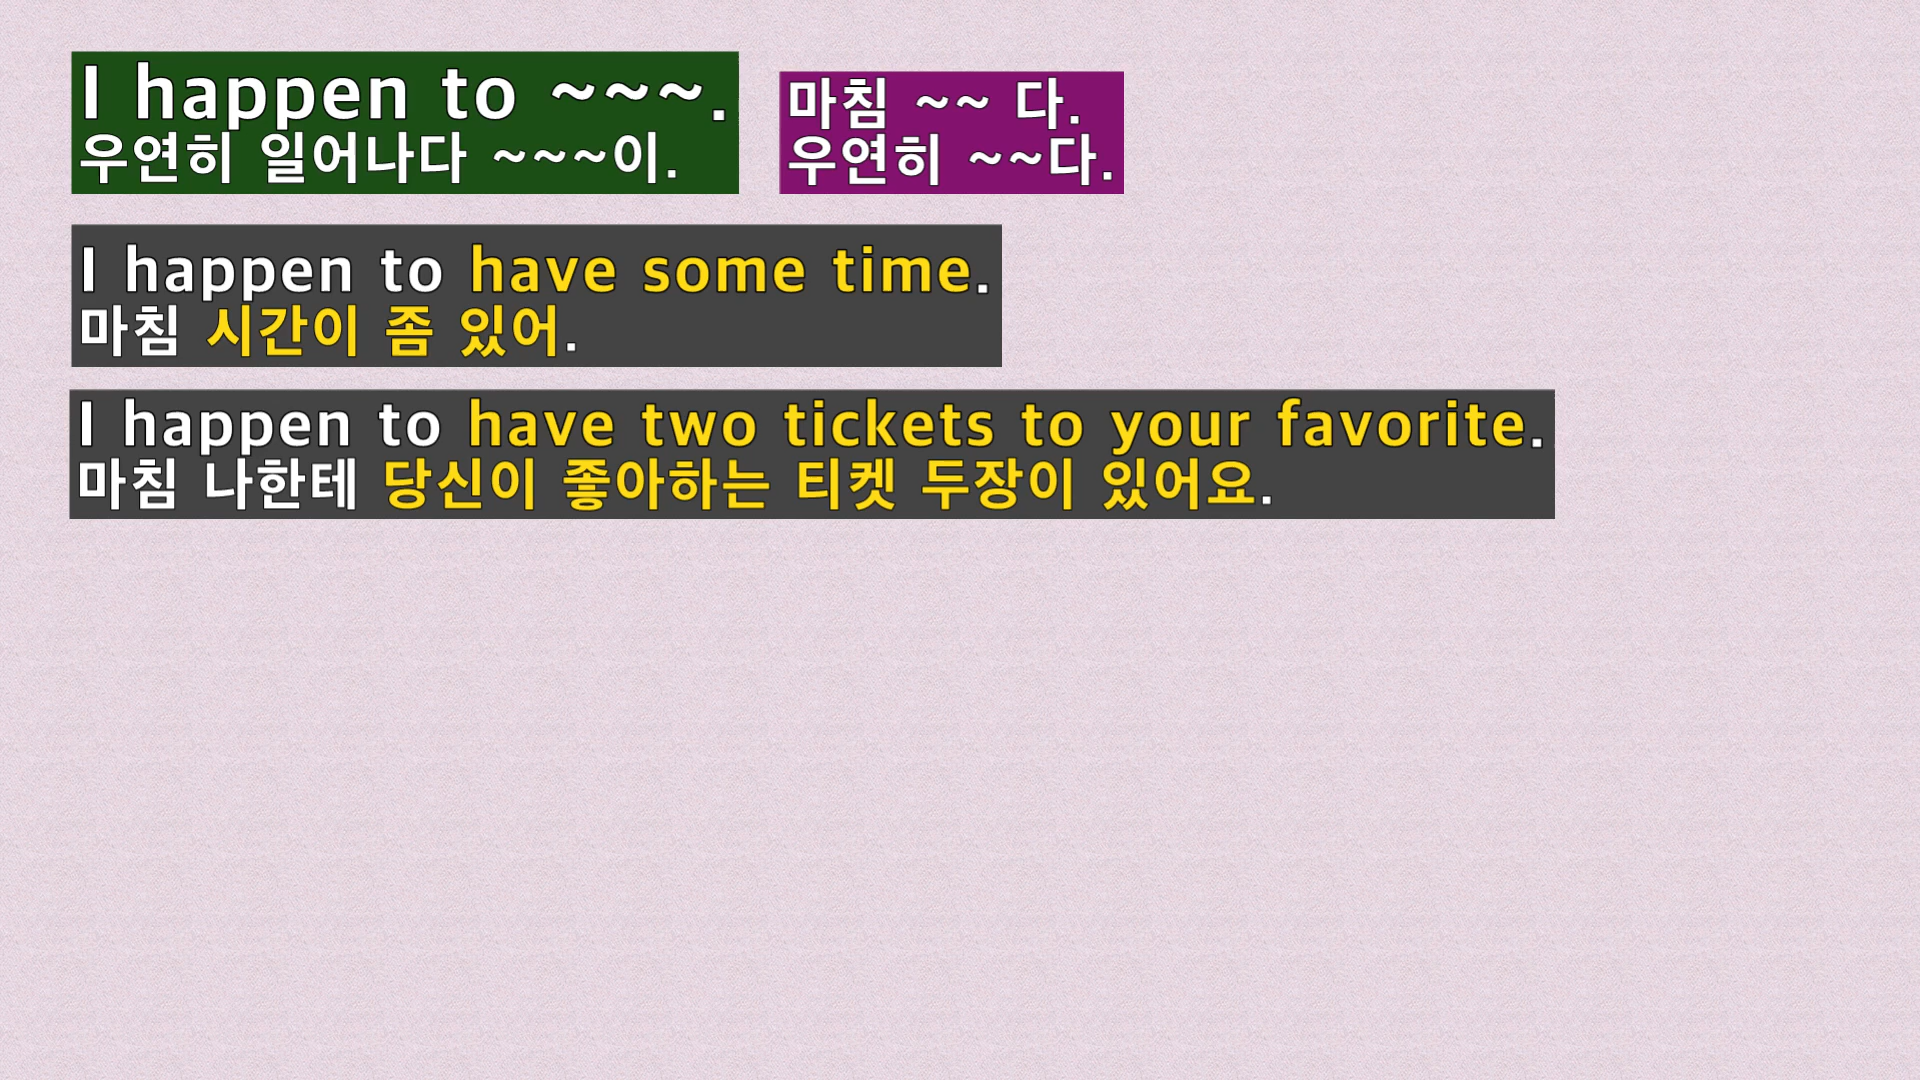 I happen to ~~~.
우연히 일어나다 ~~~이.
마침 ~~ 다.
우연히 ~~다.
I happen to have some time.
마침 시간이 좀 있어.
I happen to have two tickets to your favorite.
마침 나한테 당신이 좋아하는 티켓 두장이 있어요.